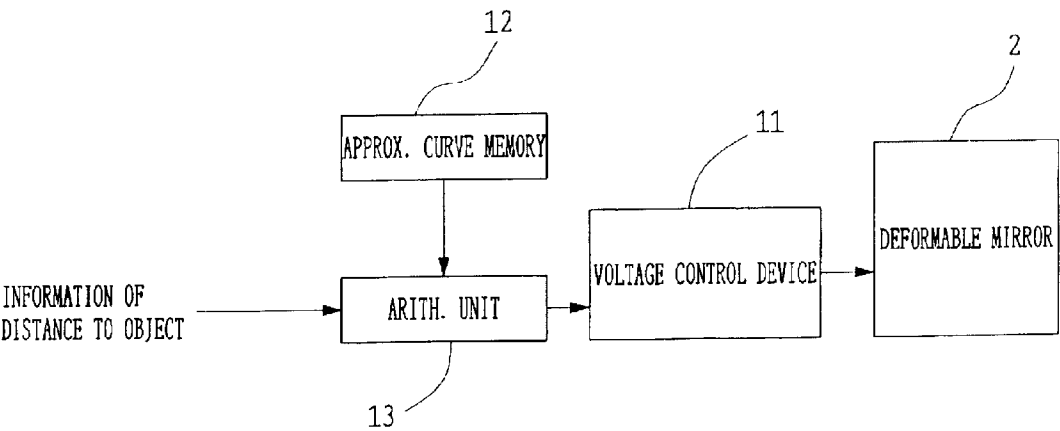 12
2
APPROX. CURVE MEMORY
11
DEFORMABLE MIRROR
VOLTAGE CONTROL DEVICE
INFORMATION OF
DISTANCE TO OBJECT
ARITH. UNIT
13